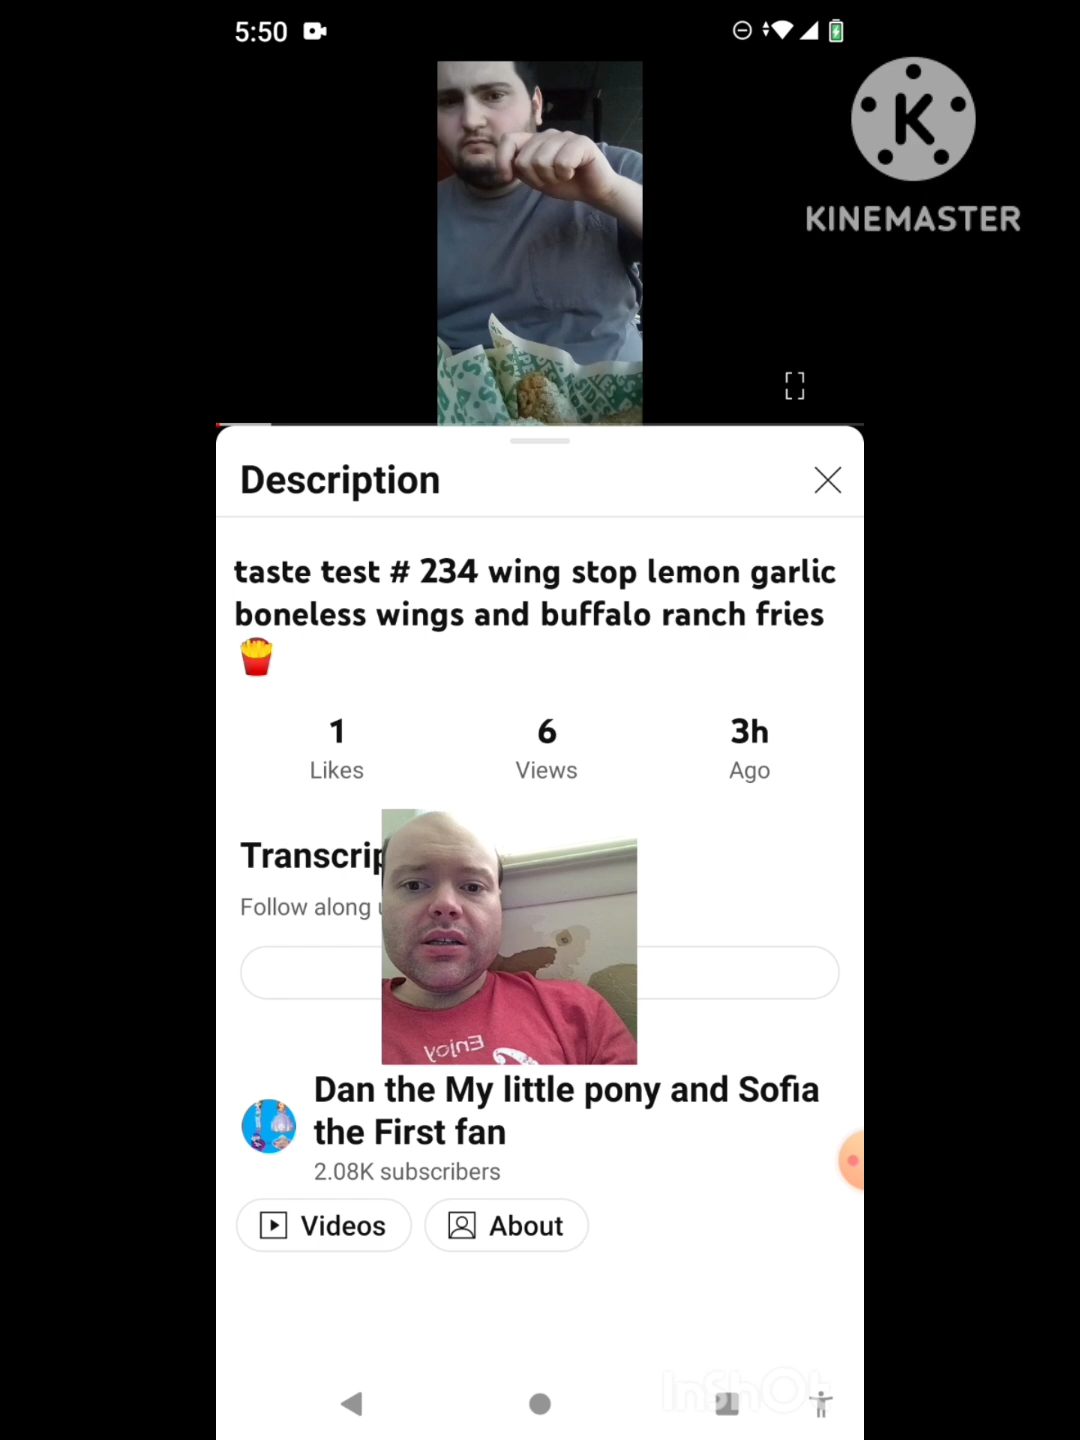 5:50
K
KINEMASTER
Description
taste test # 234 wing stop lemon garlic
boneless wings and buffalo ranch fries
🍟
1
6
3h
Likes
Views
Ago
Transcrip
Follow along
Enjoy
Dan the My little pony and Sofia
the First fan
2.08K subscribers
Videos
About
InShOt